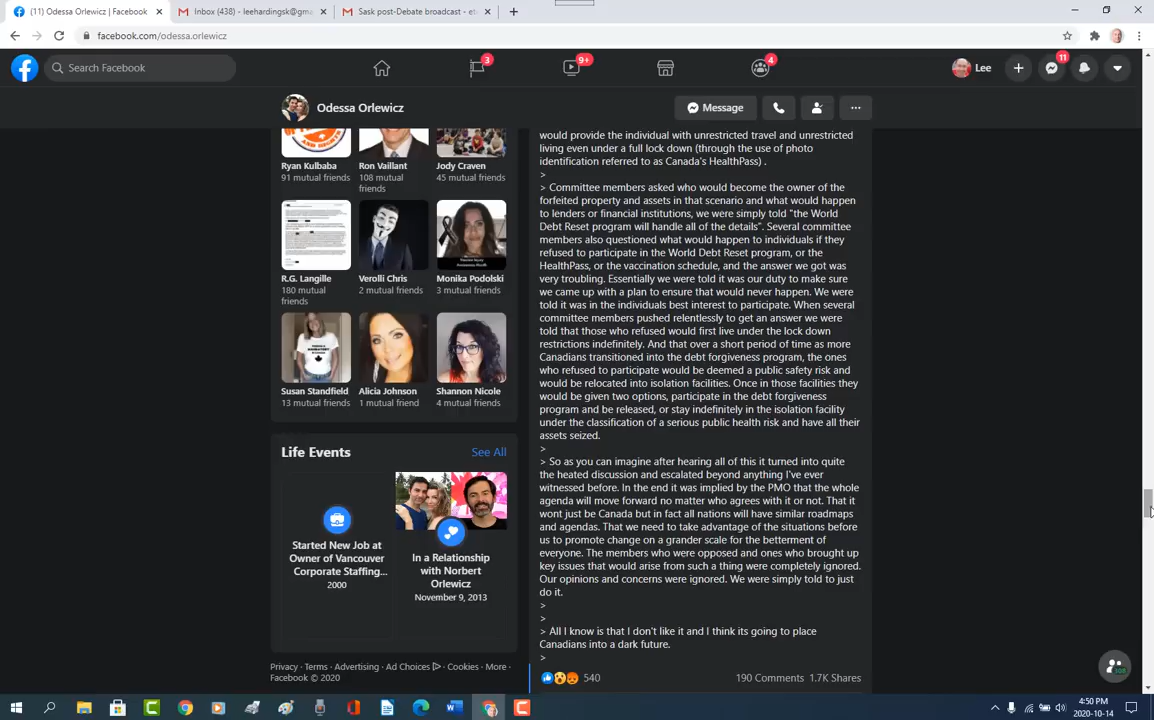 (11) Odessa Orlewicz | Facebook
Inbox (438) - leehardingsk@gma
Sask post-Debate broadcast - e
facebook.com/odessa.orlewicz
Search Facebook
3
9+
4
Lee
11
Odessa Orlewicz
Message
Ryan Kulbaba
91 mutual friends
Ron Vaillant
108 mutual friends
Jody Craven
45 mutual friends
R.G. Langille
180 mutual friends
Verolli Chris
2 mutual friends
Monika Podolski
3 mutual friends
Susan Standfield
13 mutual friends
Alicia Johnson
1 mutual friend
Shannon Nicole
4 mutual friends
Life Events
See All
Started New Job at
Owner of Vancouver
Corporate Staffing...
2000
In a Relationship
with Norbert
Orlewicz
November 9, 2013
Privacy · Terms · Advertising · Ad Choices · Cookies · More ·
Facebook © 2020
would provide the individual with unrestricted travel and unrestricted
living even under a full lock down (through the use of photo
identification referred to as Canada's HealthPass) .
>
> Committee members asked who would become the owner of the
forfeited property and assets in that scenario and what would happen
to lenders or financial institutions, we were simply told "the World
Debt Reset program will handle all of the details". Several committee
members also questioned what would happen to individuals if they
refused to participate in the World Debt Reset program, or the
HealthPass, or the vaccination schedule, and the answer we got was
very troubling. Essentially we were told it was our duty to make sure
we came up with a plan to ensure that would never happen. We were
told it was in the individuals best interest to participate. When several
committee members pushed relentlessly to get an answer we were
told that those who refused would first live under the lock down
restrictions indefinitely. And that over a short period of time as more
Canadians transitioned into the debt forgiveness program, the ones
who refused to participate would be deemed a public safety risk and
would be relocated into isolation facilities. Once in those facilities they
would be given two options, participate in the debt forgiveness
program and be released, or stay indefinitely in the isolation facility
under the classification of a serious public health risk and have all their
assets seized.
>
> So as you can imagine after hearing all of this it turned into quite
the heated discussion and escalated beyond anything I've ever
witnessed before. In the end it was implied by the PMO that the whole
agenda will move forward no matter who agrees with it or not. That it
wont just be Canada but in fact all nations will have similar roadmaps
and agendas. That we need to take advantage of the situations before
us to promote change on a grander scale for the betterment of
everyone. The members who were opposed and ones who brought up
key issues that would arise from such a thing were completely ignored.
Our opinions and concerns were ignored. We were simply told to just
do it.
>
>
> All I know is that I don't like it and I think its going to place
Canadians into a dark future.
>
540
190 Comments 1.7K Shares
4:50 PM
2020-10-14